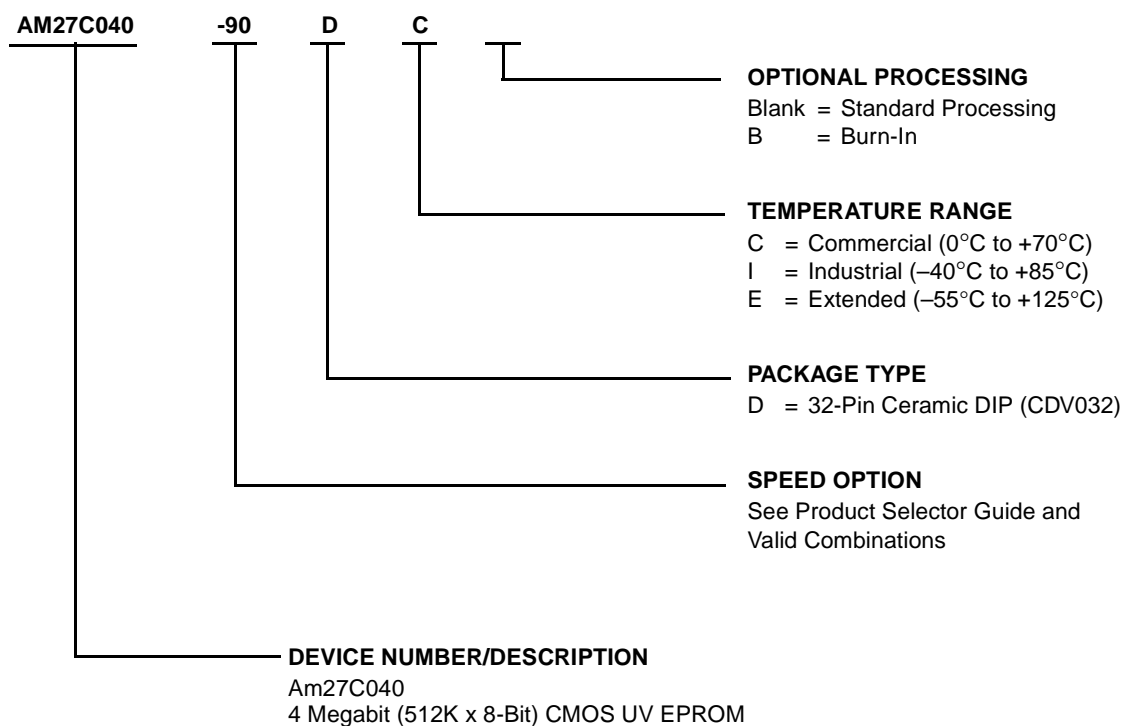 AM27C040 -90 D C
OPTIONAL PROCESSING
Blank = Standard Processing
B = Burn-In
TEMPERATURE RANGE
C = Commercial (0°C to +70°C)
I = Industrial (–40°C to +85°C)
E = Extended (–55°C to +125°C)
PACKAGE TYPE
D = 32-Pin Ceramic DIP (CDV032)
SPEED OPTION
See Product Selector Guide and
Valid Combinations
DEVICE NUMBER/DESCRIPTION
Am27C040
4 Megabit (512K x 8-Bit) CMOS UV EPROM